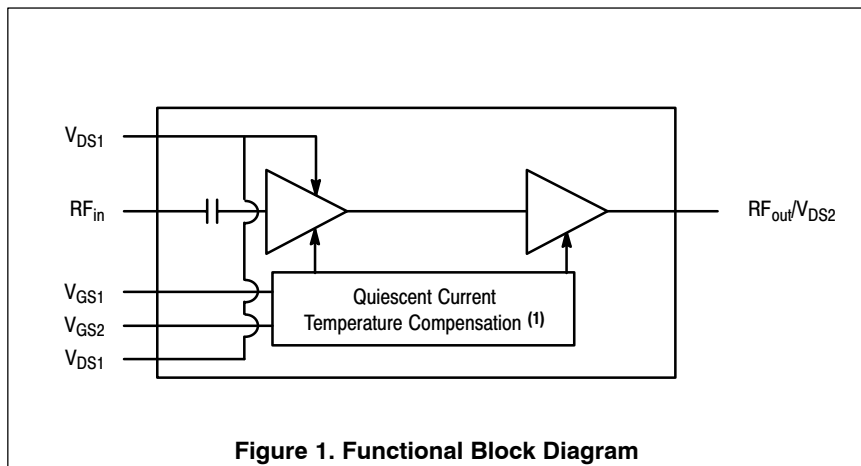 V_DS1
RF_in
RF_out/V_DS2
V_GS1
Quiescent Current
Temperature Compensation (1)
V_GS2
V_DS1
Figure 1. Functional Block Diagram